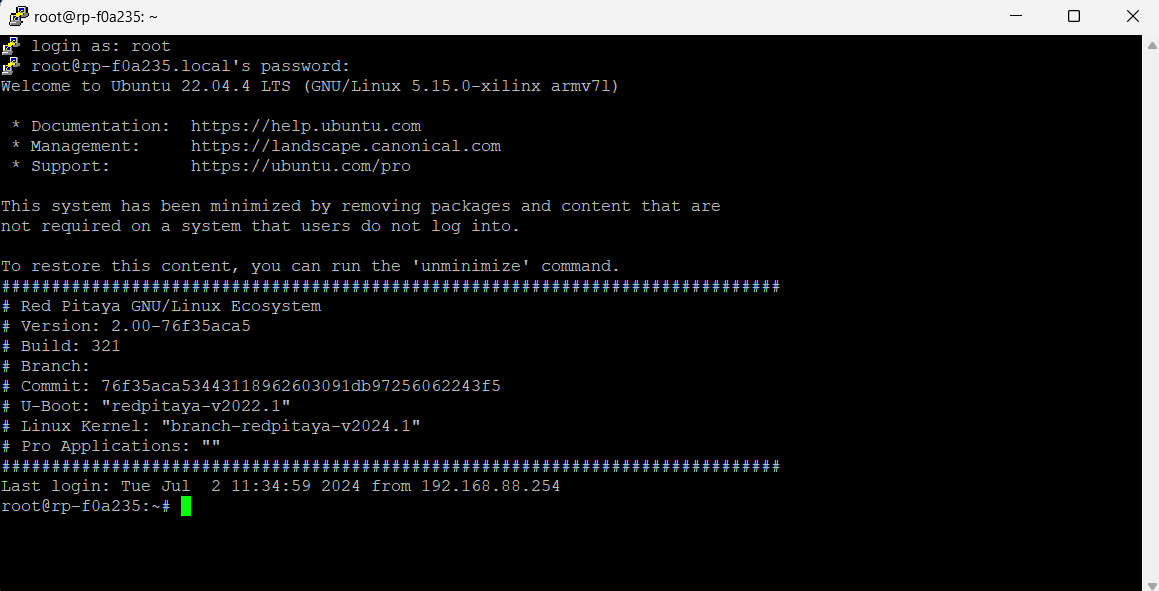 root@rp-f0a235: ~
login as: root
root@rp-f0a235.local's password:
Welcome to Ubuntu 22.04.4 LTS (GNU/Linux 5.15.0-xilinx armv7l)
* Documentation:  https://help.ubuntu.com
* Management:     https://landscape.canonical.com
* Support:        https://ubuntu.com/pro
This system has been minimized by removing packages and content that are
not required on a system that users do not log into.
To restore this content, you can run the 'unminimize' command.
##############################################################################
# Red Pitaya GNU/Linux Ecosystem
# Version: 2.00-76f35aca5
# Build: 321
# Branch:
# Commit: 76f35aca53443118962603091db97256062243f5
# U-Boot: "redpitaya-v2022.1"
# Linux Kernel: "branch-redpitaya-v2024.1"
# Pro Applications: ""
##############################################################################
Last login: Tue Jul  2 11:34:59 2024 from 192.168.88.254
root@rp-f0a235:~#